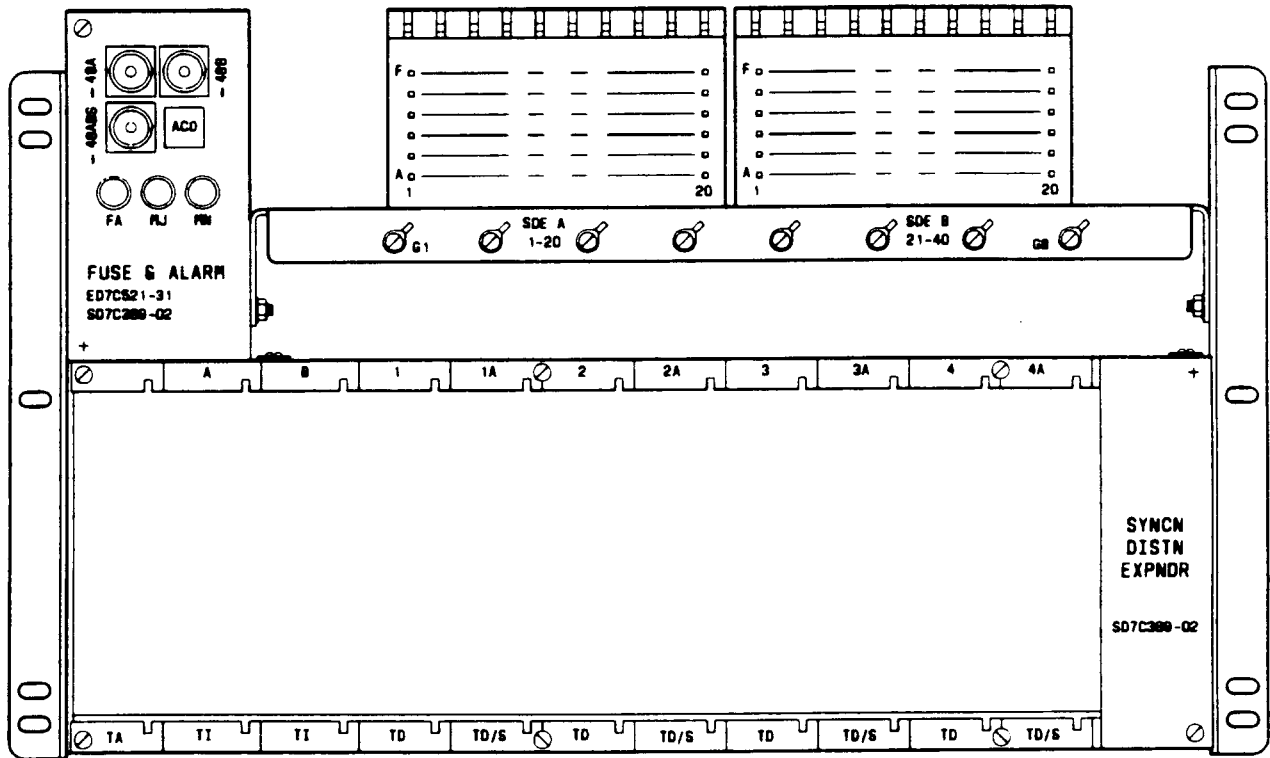 -48A
-48B
-48ABS
ACO
FA MJ MN
FUSE & ALARM
ED7C521-31
SD7C389-02
F
A
1 20
F
A
1 20
G1
SDE A
1-20
SDE B
21-40
G8
A B 1 1A 2 2A 3 3A 4 4A
SYNCN
DISTN
EXPNDR
SD7C389-02
TA TI TI TD TD/S TD TD/S TD TD/S TD TD/S